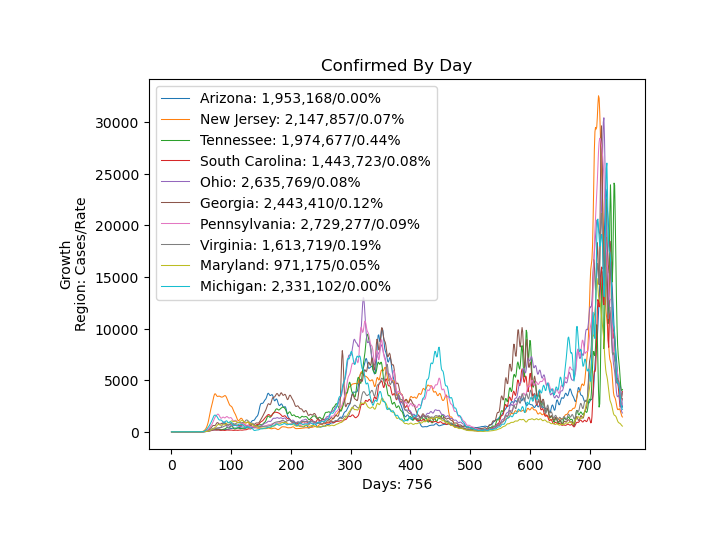 Confirmed By Day
Growth
Region: Cases/Rate
30000
25000
20000
15000
10000
5000
0
Arizona: 1,953,168/0.00%
New Jersey: 2,147,857/0.07%
Tennessee: 1,974,677/0.44%
South Carolina: 1,443,723/0.08%
Ohio: 2,635,769/0.08%
Georgia: 2,443,410/0.12%
Pennsylvania: 2,729,277/0.09%
Virginia: 1,613,719/0.19%
Maryland: 971,175/0.05%
Michigan: 2,331,102/0.00%
0 100 200 300 400 500 600 700
Days: 756